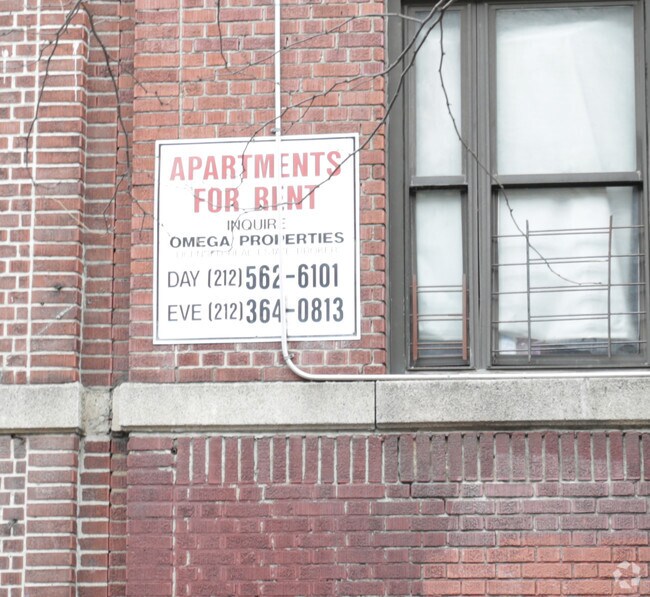 APARTMENTS
FOR RENT
INQUIRE
OMEGA PROPERTIES
DAY (212) 562-6101
EVE (212) 364-0813